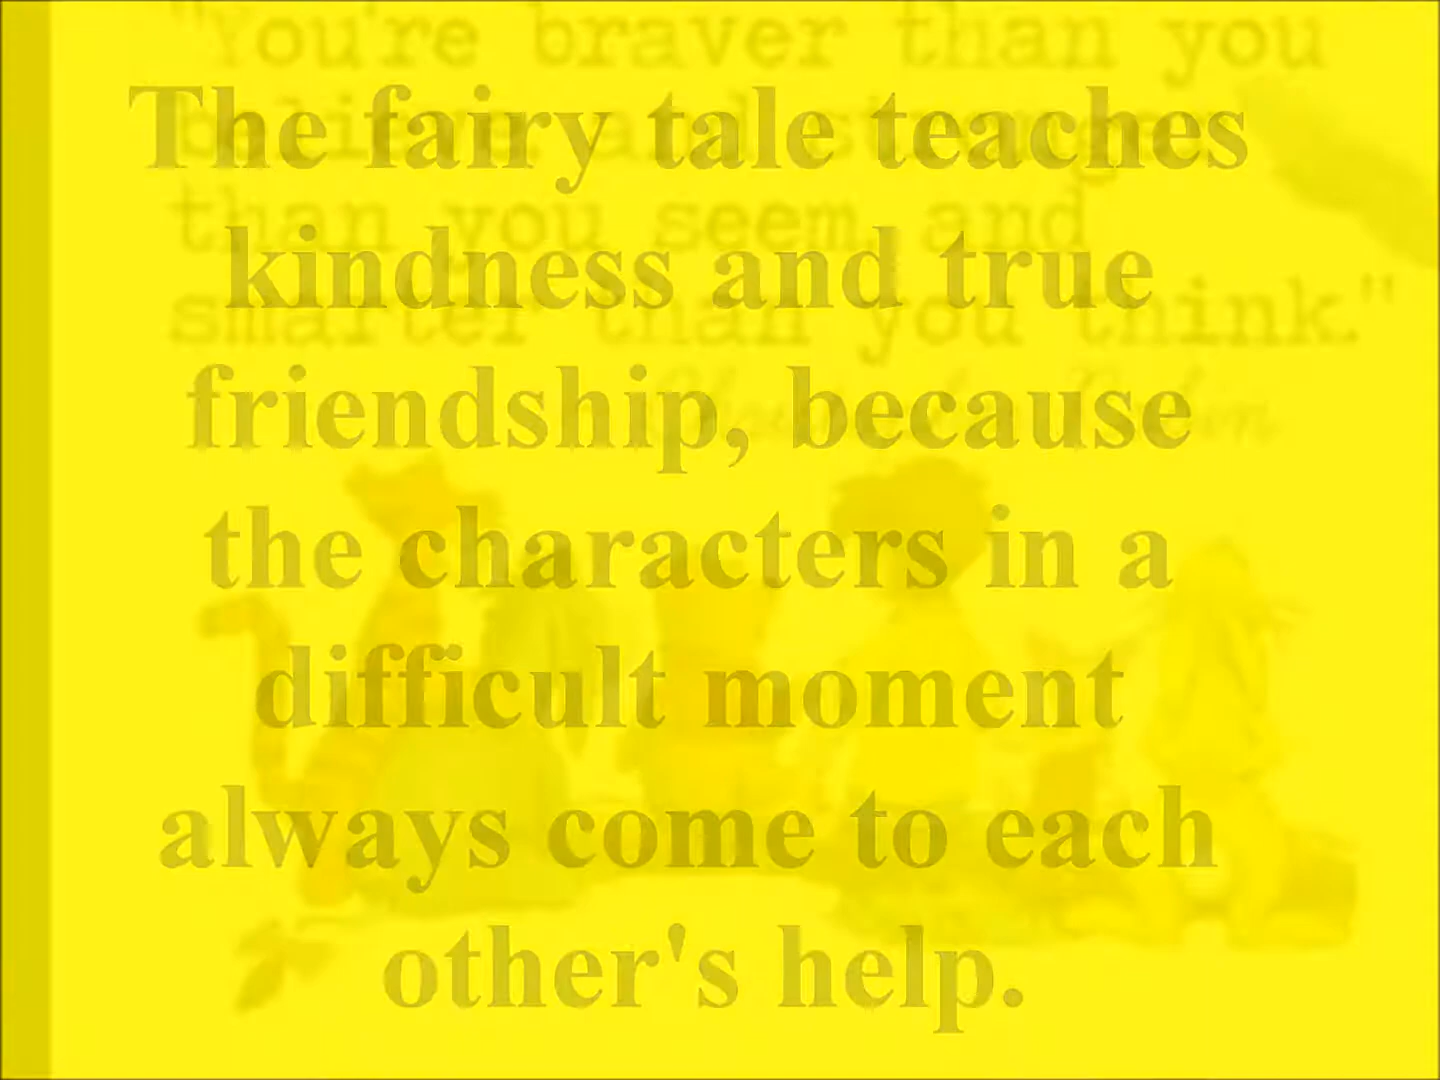 "You're braver than you
believe and stronger
than you seem and
smarter than you think."
The fairy tale teaches
kindness and true
friendship, because
the characters in a
difficult moment
always come to each
other's help.